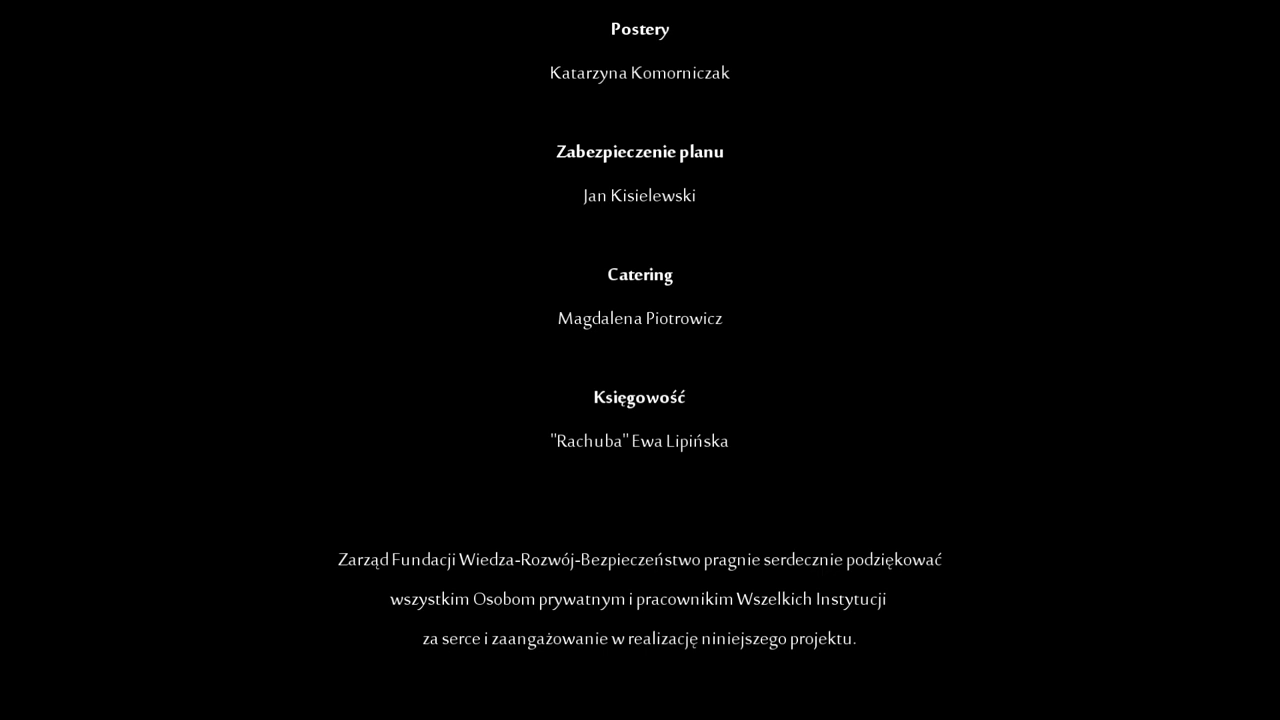 Postery
Katarzyna Komorniczak
Zabezpieczenie planu
Jan Kisielewski
Catering
Magdalena Piotrowicz
Księgowość
"Rachuba" Ewa Lipińska
Zarząd Fundacji Wiedza-Rozwój-Bezpieczeństwo pragnie serdecznie podziękować
wszystkim Osobom prywatnym i pracownikim Wszelkich Instytucji
za serce i zaangażowanie w realizację niniejszego projektu.